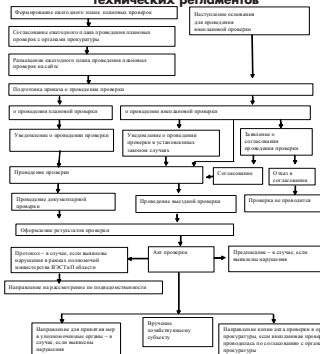 технических регламентов
Формирование ежегодного плана плановых проверок
Наступление основания
для проведения
внеплановой проверки
Согласование ежегодного плана проведения плановых
проверок с органами прокуратуры
Размещение ежегодного плана проведения плановых
проверок на сайте
Подготовка приказа о проведении проверки
о проведении плановой проверки
о проведении внеплановой проверки
Уведомление о проведении проверки
Уведомление о проведении
проверки в установленных
законом случаях
Заявление о
согласовании
проведения проверки
Проведение проверки
Согласование
Отказ в
согласовании
Проведение документарной
проверки
Проведение выездной проверки
Проверка не проводится
Оформление результатов проверки
Протокол – в случае, если выявлены
нарушения в рамках полномочий
министерства ЖЭСТиП области
Акт проверки
Предписание – в случае, если
выявлены нарушения
Направление на рассмотрение по подведомственности
Направление для принятия мер
в уполномоченные органы – в
случае, если выявлены
нарушения
Вручение
хозяйствующему
субъекту
Направление копии акта проверки в
прокуратуры, если внеплановая
проводилась по согласованию с
прокуратуры